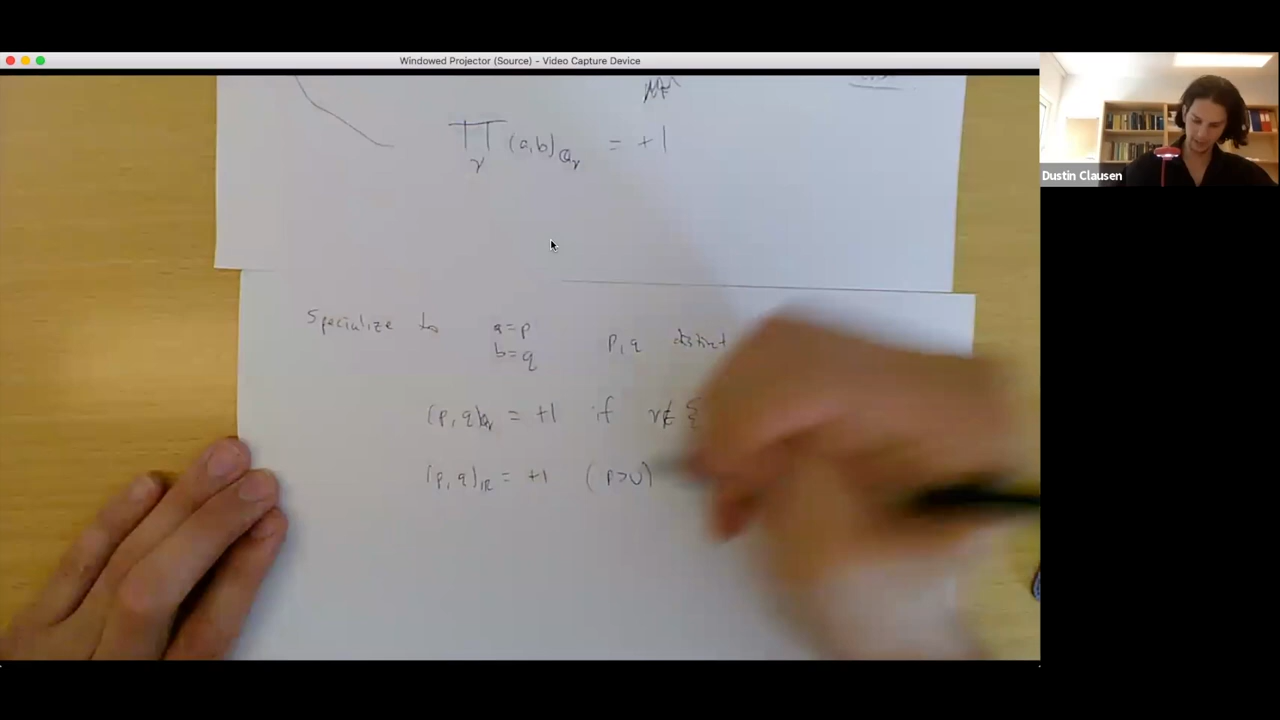 Windowed Projector (Source) - Video Capture Device
∏_v (a,b)_{ℚ_v} = +1
Dustin Clausen
Specialize to a=p
b=q p,q distinct
(p,q)_{ℚ_v} = +1 if v∉{
(p,q)_ℝ = +1 (p>0)